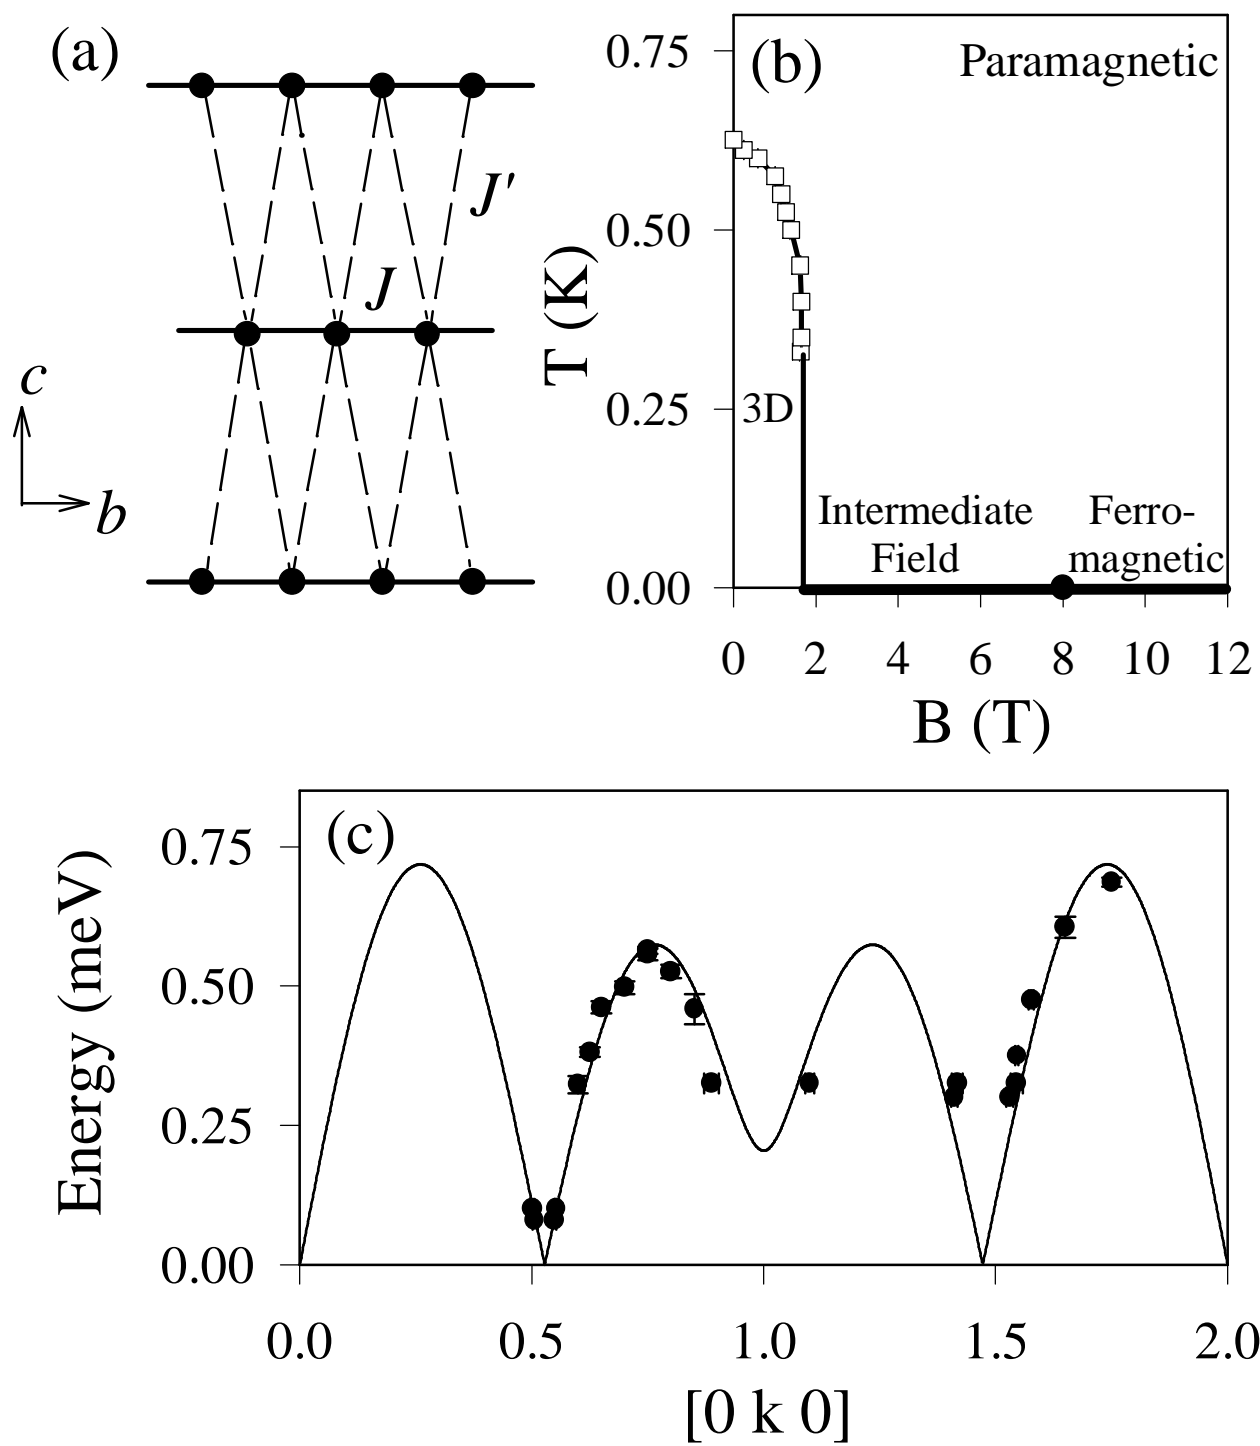 (a)
J'
J
c
b
(b)
Paramagnetic
0.75
0.50
0.25
0.00
T (K)
3D
Intermediate
Field
Ferro-
magnetic
0 2 4 6 8 10 12
B (T)
(c)
0.75
0.50
0.25
0.00
Energy (meV)
0.0 0.5 1.0 1.5 2.0
[0 k 0]